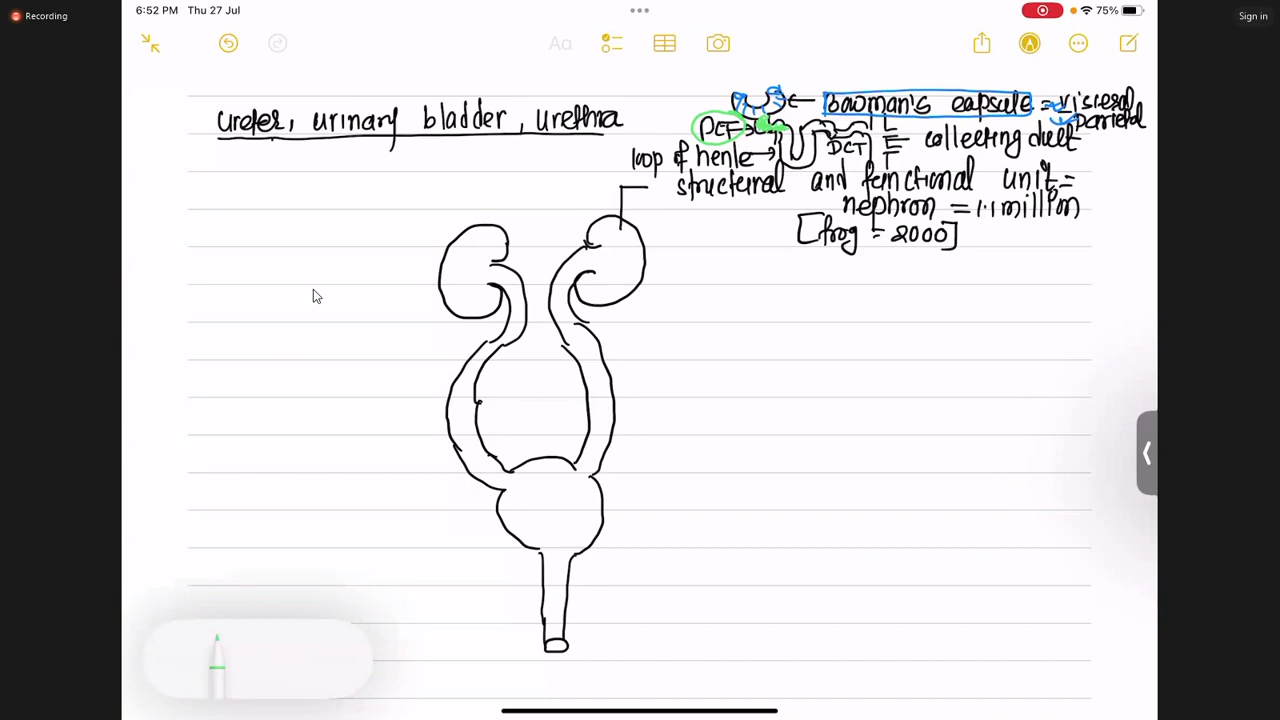 Recording
6:52 PM Thu 27 Jul
75%
Sign in
Aa
ureter, urinary bladder, urethra
Bowman's capsule = visceral
parietal
PCT
DCT
collecting duct
loop of henle
structural and functional unit =
nephron = 1.1 million
[frog = 2000]